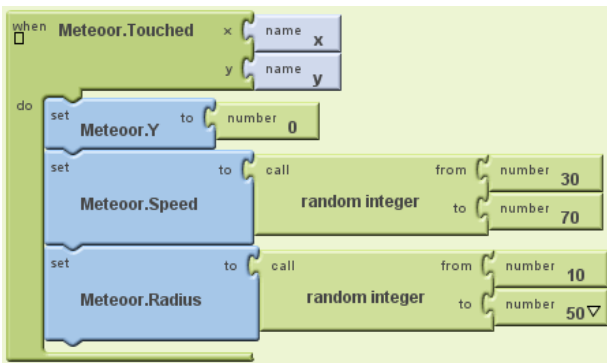 when Meteoor.Touched x name x
y name y
do
set Meteoor.Y to number 0
set Meteoor.Speed to call random integer from number 30
to number 70
set Meteoor.Radius to call random integer from number 10
to number 50